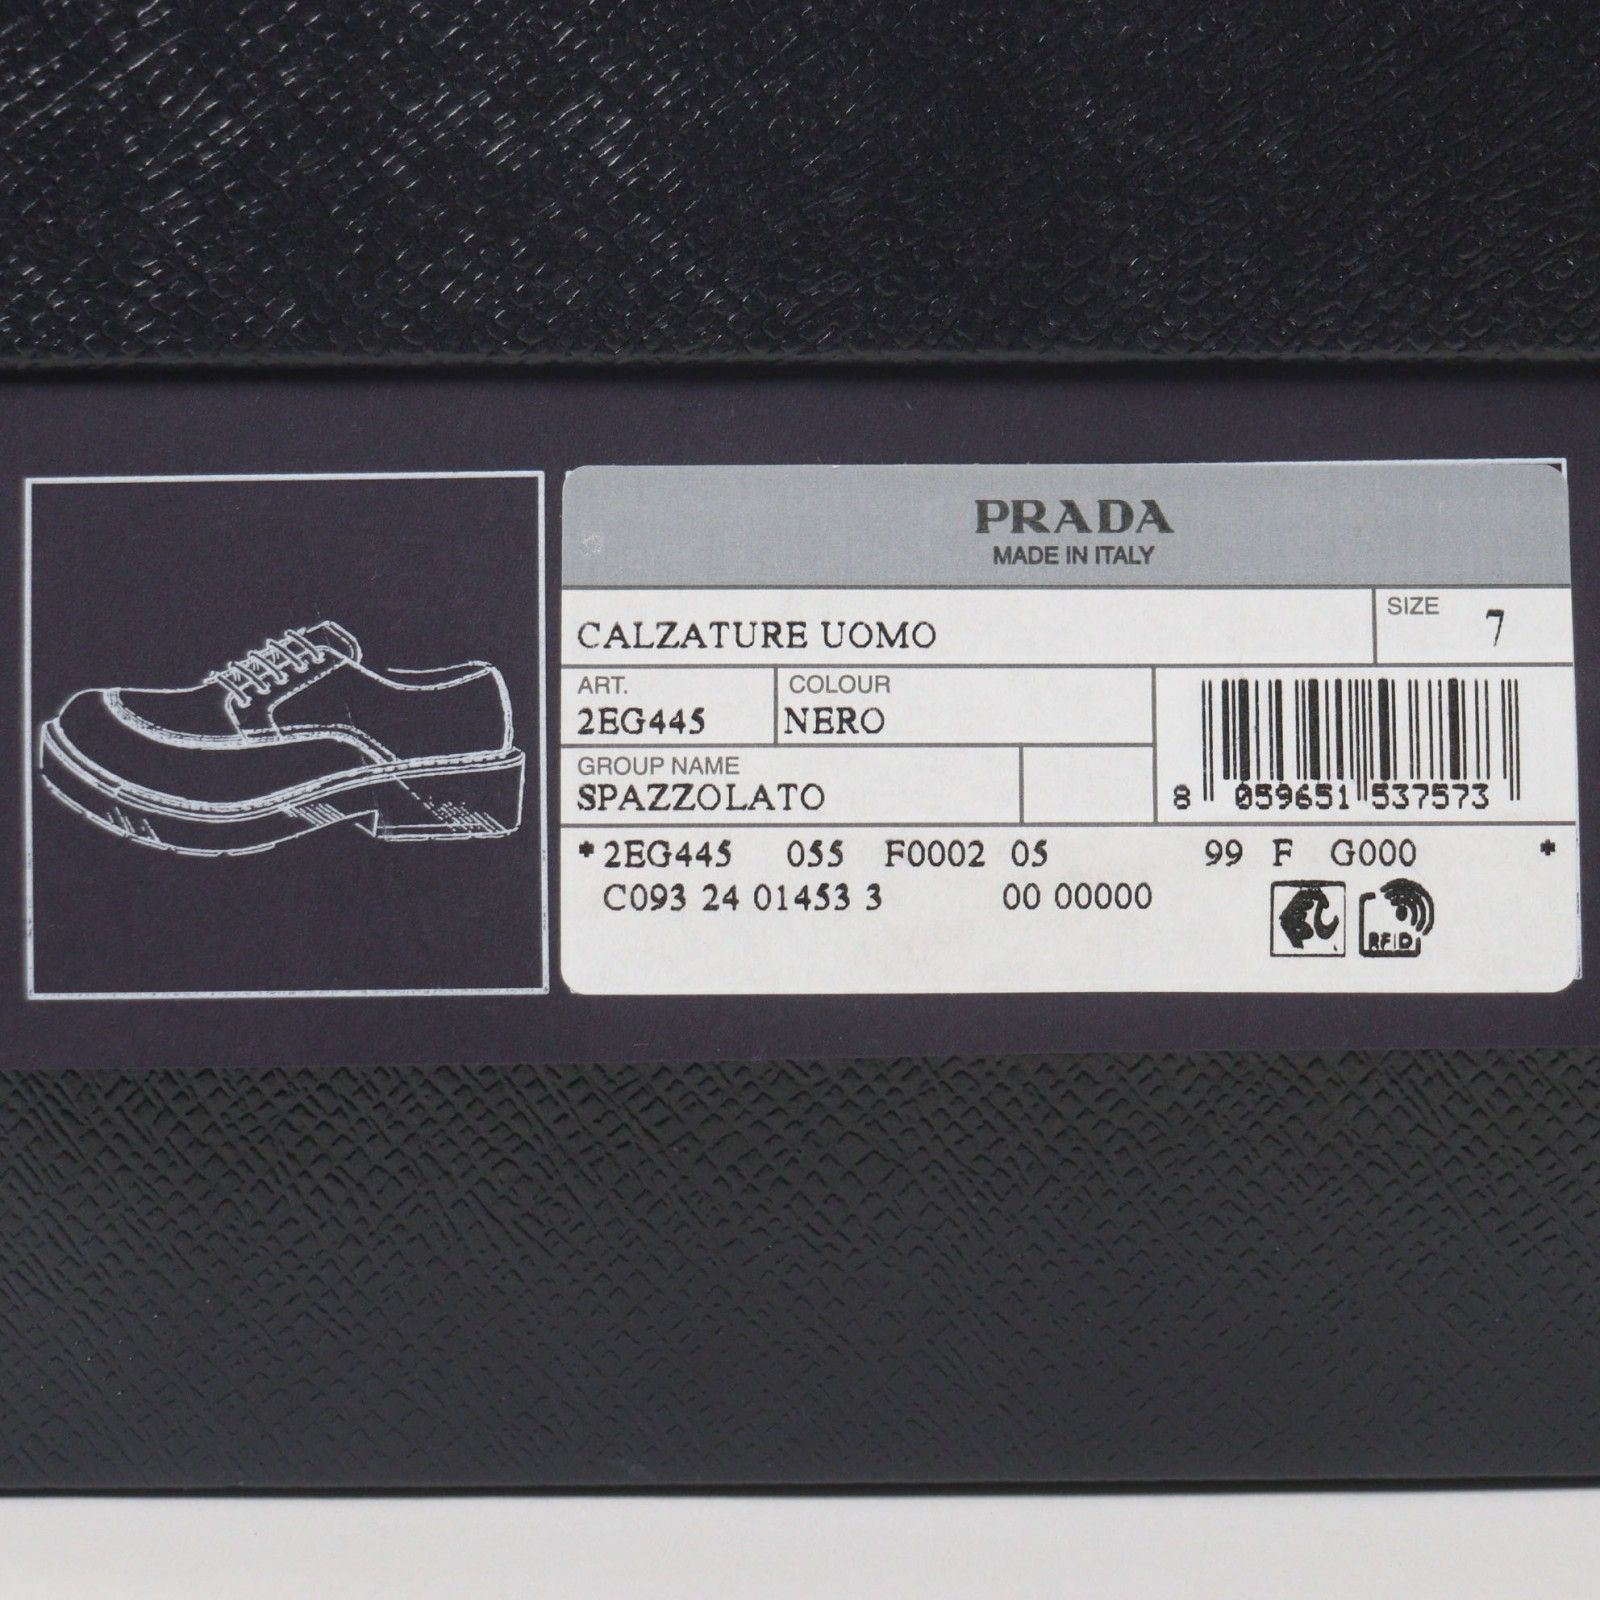 PRADA
MADE IN ITALY
CALZATURE UOMO
SIZE 7
ART.
2EG445
COLOUR
NERO
GROUP NAME
SPAZZOLATO
8 059651 537573
*2EG445 055 F0002 05 99 F G000 *
C093 24 01453 3 00 00000
RFID